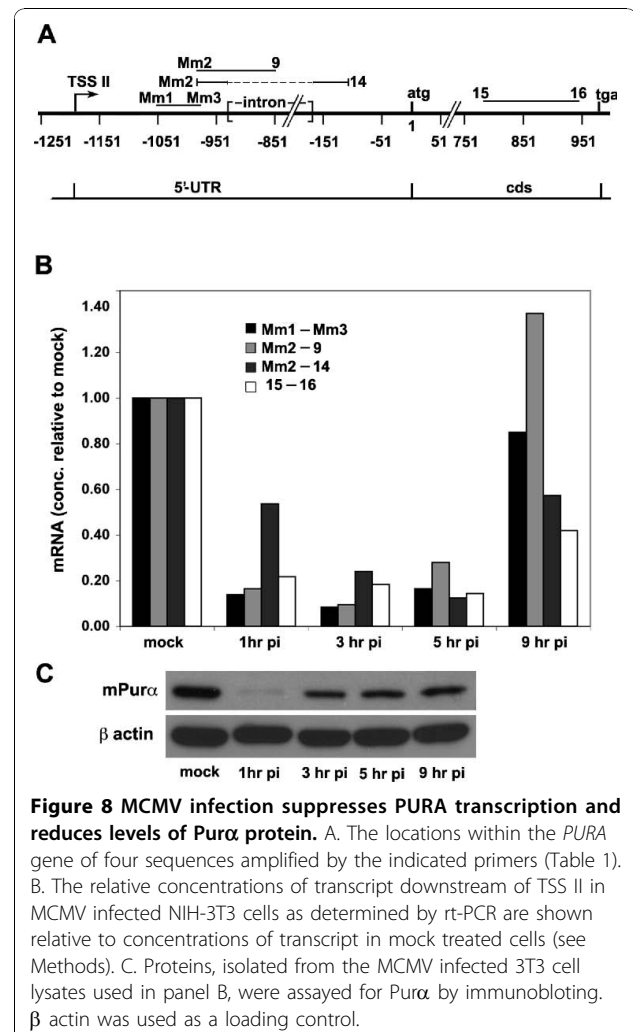 A
Mm2 9
Mm2 14
TSS II
Mm1 Mm3 intron atg 15 16 tga
1
-1251 -1151 -1051 -951 -851 -151 -51 51 751 851 951
5'-UTR cds
B
mRNA (conc. relative to mock)
1.40
1.20
1.00
0.80
0.60
0.40
0.20
0.00
Mm1 – Mm3
Mm2 – 9
Mm2 – 14
15 – 16
mock 1hr pi 3 hr pi 5 hr pi 9 hr pi
C
mPurα
β actin
mock 1hr pi 3 hr pi 5 hr pi 9 hr pi
Figure 8 MCMV infection suppresses PURA transcription and
reduces levels of Purα protein. A. The locations within the PURA
gene of four sequences amplified by the indicated primers (Table 1).
B. The relative concentrations of transcript downstream of TSS II in
MCMV infected NIH-3T3 cells as determined by rt-PCR are shown
relative to concentrations of transcript in mock treated cells (see
Methods). C. Proteins, isolated from the MCMV infected 3T3 cell
lysates used in panel B, were assayed for Purα by immunobloting.
β actin was used as a loading control.